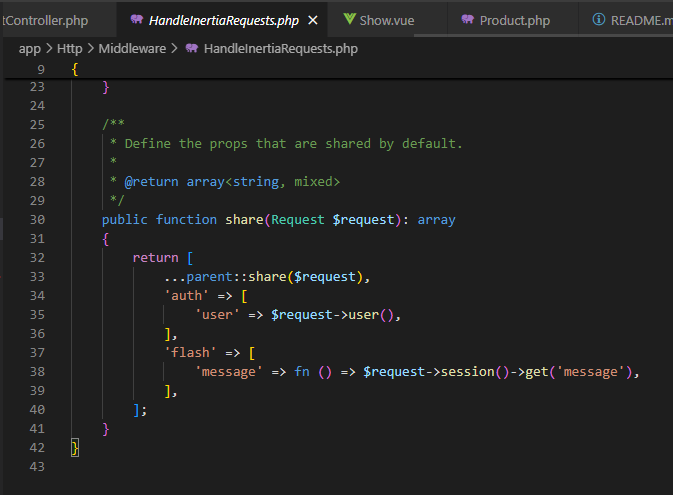 tController.php HandleInertiaRequests.php × Show.vue Product.php README.m
app > Http > Middleware > HandleInertiaRequests.php
9 {
23 }
24
25 /**
26 * Define the props that are shared by default.
27 *
28 * @return array<string, mixed>
29 */
30 public function share(Request $request): array
31 {
32 return [
33 ...parent::share($request),
34 'auth' => [
35 'user' => $request->user(),
36 ],
37 'flash' => [
38 'message' => fn () => $request->session()->get('message'),
39 ],
40 ];
41 }
42 }
43